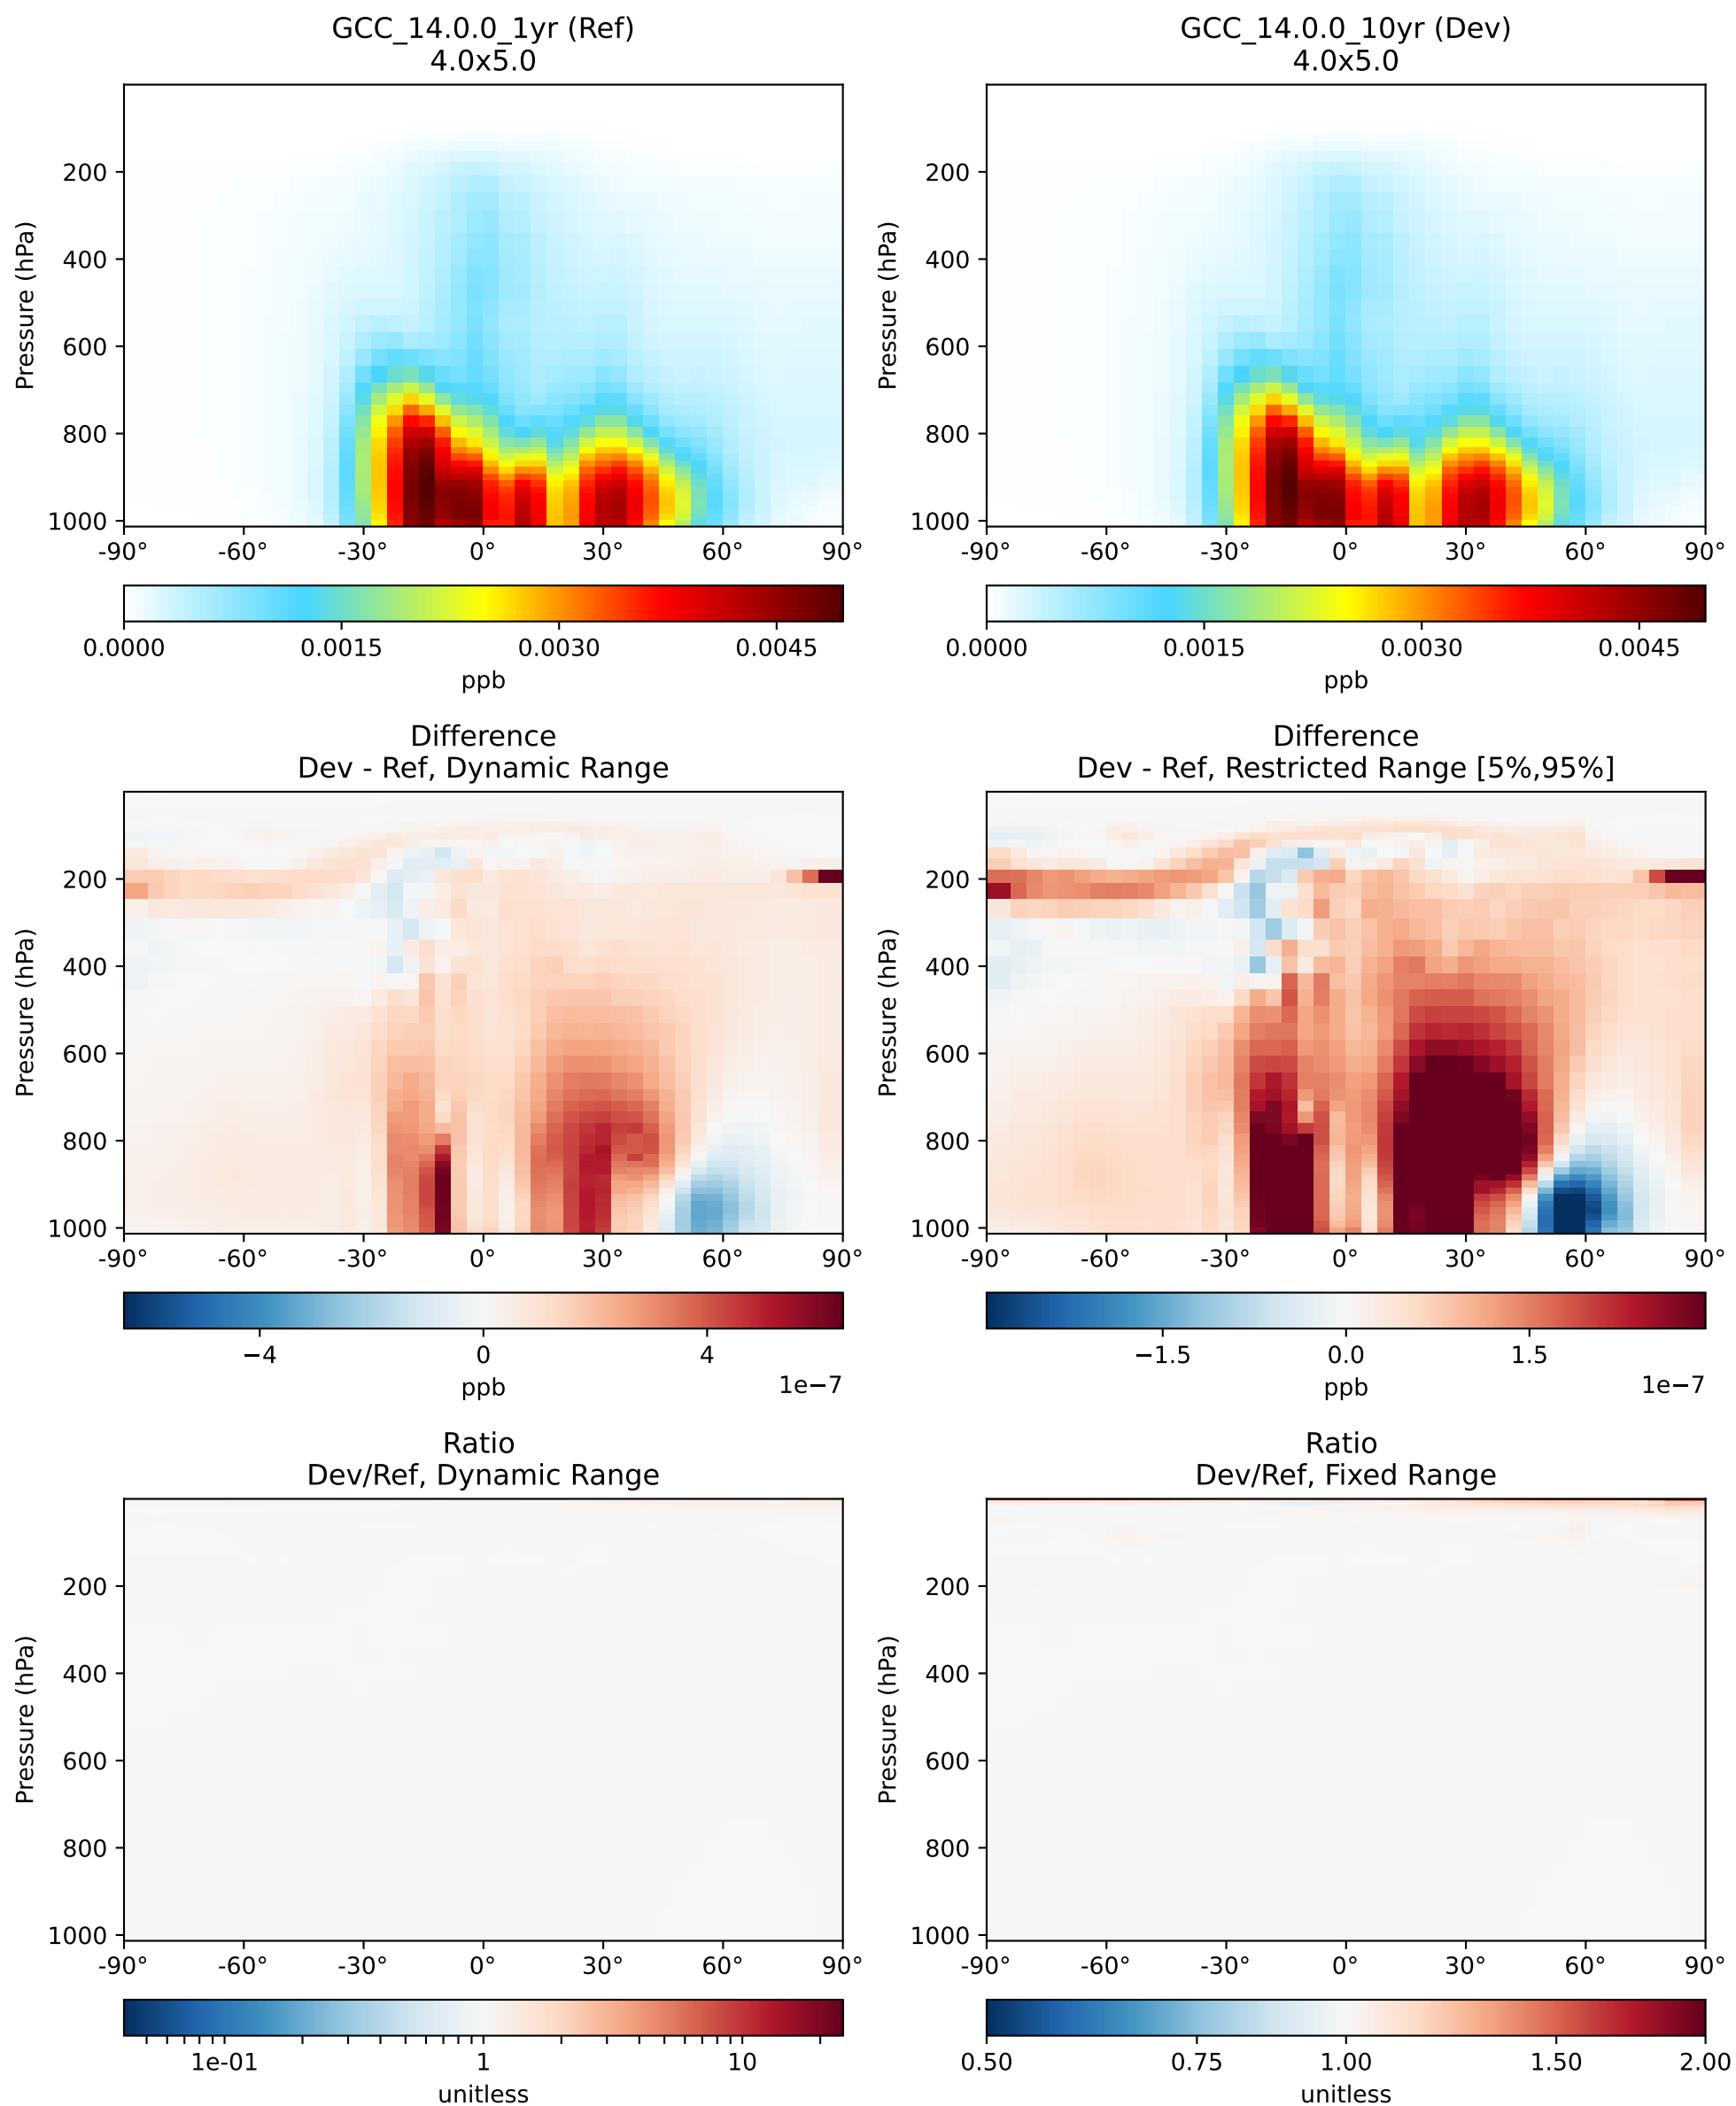 GCC_14.0.0_1yr (Ref)
4.0x5.0
Pressure (hPa)
200
400
600
800
1000
-90° -60° -30° 0° 30° 60° 90°
0.0000 0.0015 0.0030 0.0045
ppb
GCC_14.0.0_10yr (Dev)
4.0x5.0
Pressure (hPa)
200
400
600
800
1000
-90° -60° -30° 0° 30° 60° 90°
0.0000 0.0015 0.0030 0.0045
ppb
Difference
Dev - Ref, Dynamic Range
Pressure (hPa)
200
400
600
800
1000
-90° -60° -30° 0° 30° 60° 90°
−4 0 4
1e−7
ppb
Difference
Dev - Ref, Restricted Range [5%,95%]
Pressure (hPa)
200
400
600
800
1000
-90° -60° -30° 0° 30° 60° 90°
−1.5 0.0 1.5
1e−7
ppb
Ratio
Dev/Ref, Dynamic Range
Pressure (hPa)
200
400
600
800
1000
-90° -60° -30° 0° 30° 60° 90°
1e-01 1 10
unitless
Ratio
Dev/Ref, Fixed Range
Pressure (hPa)
200
400
600
800
1000
-90° -60° -30° 0° 30° 60° 90°
0.50 0.75 1.00 1.50 2.00
unitless